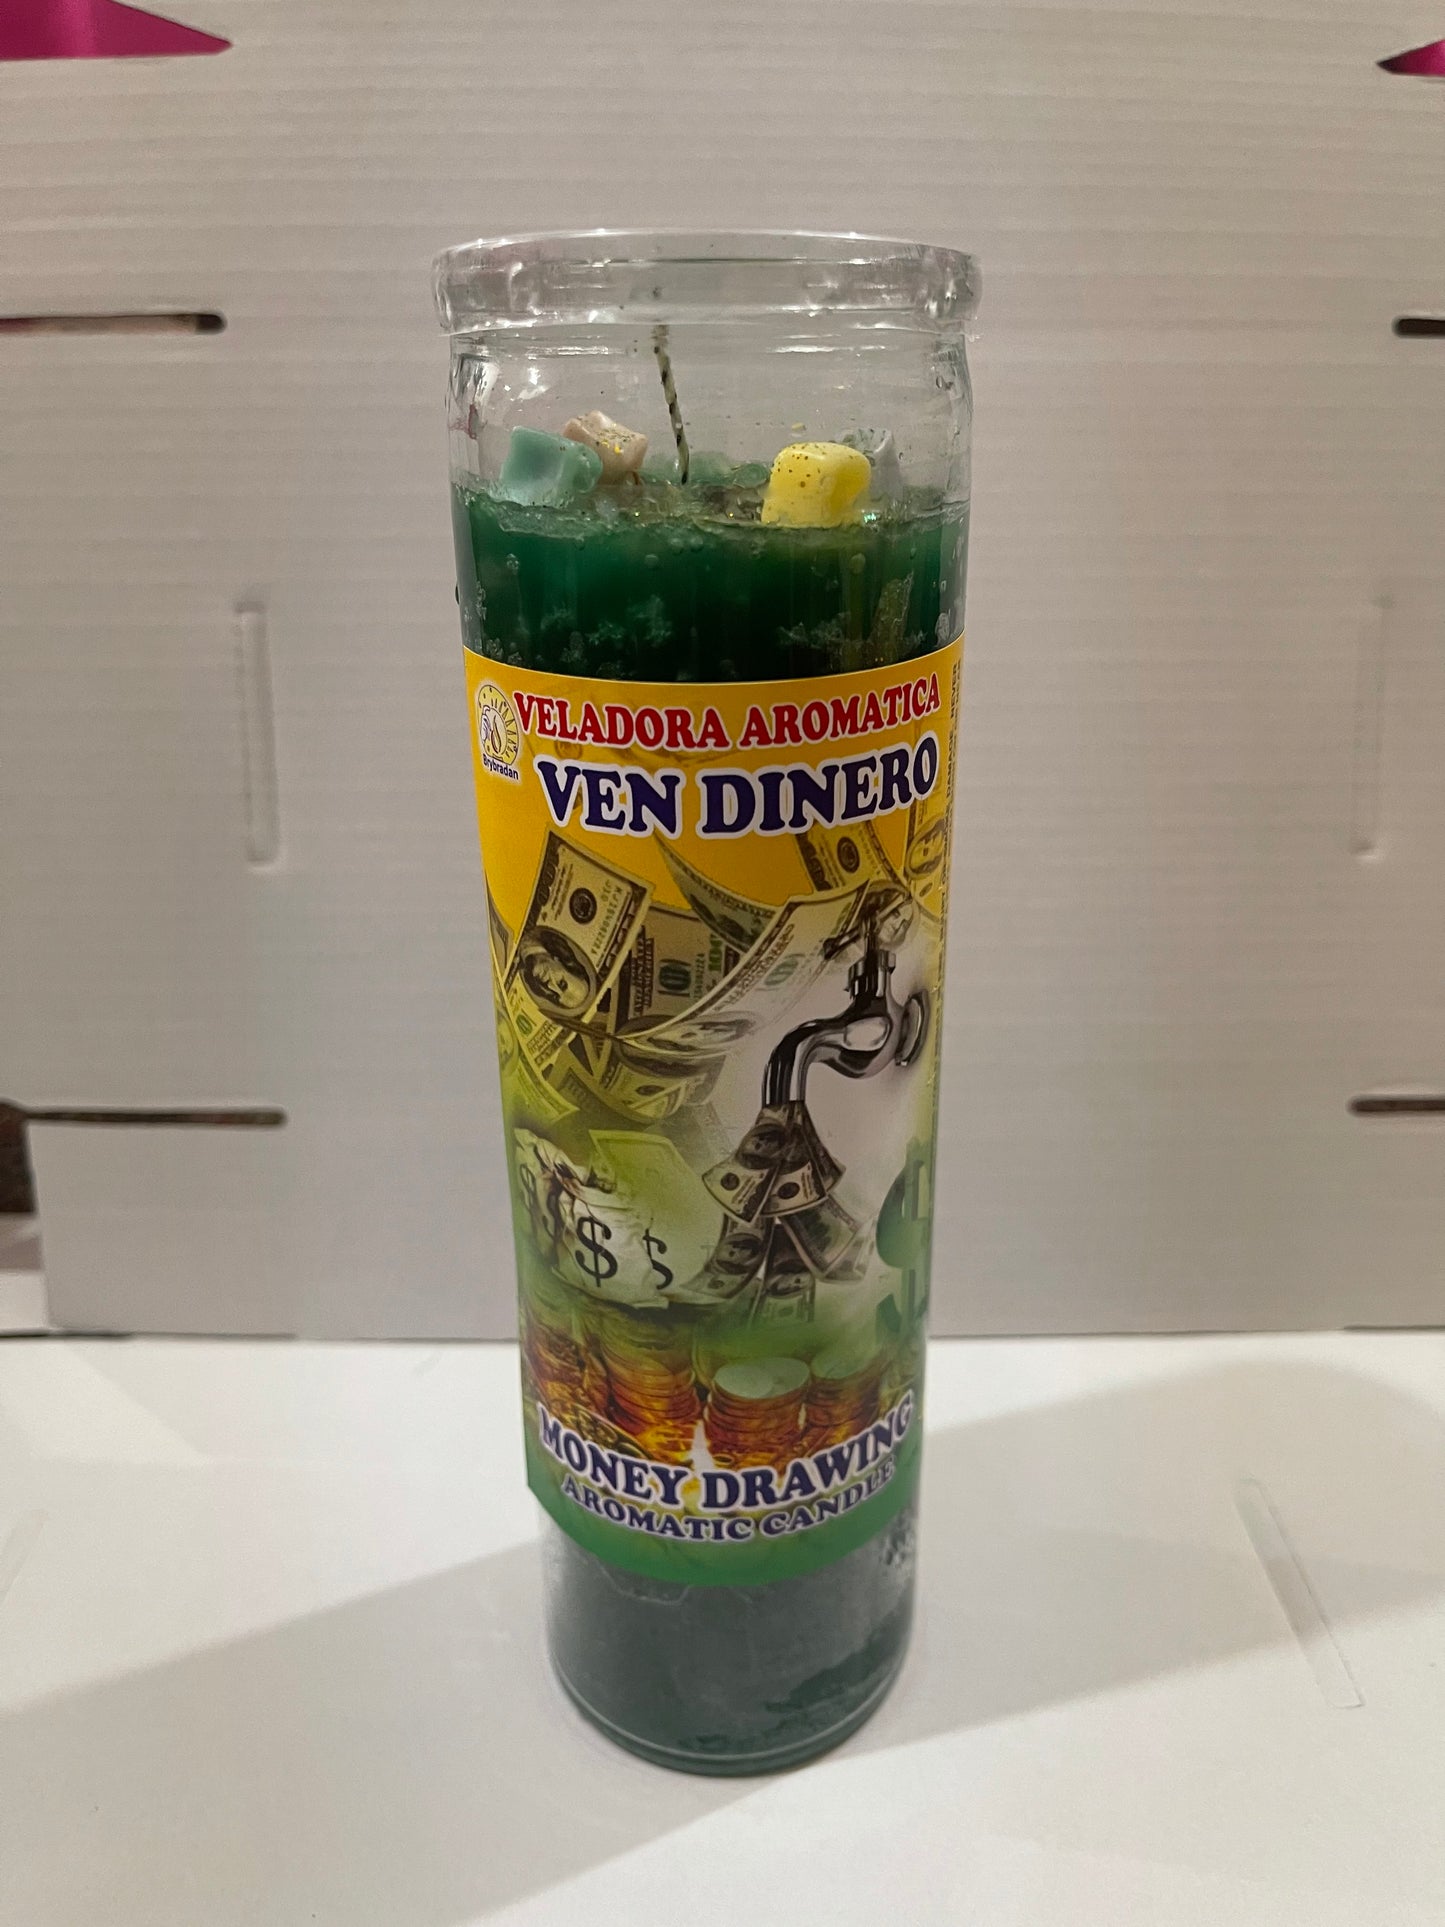 VELADORA AROMATICA
Brybradan
VEN DINERO
$ $
MONEY DRAWING
AROMATIC CANDLE